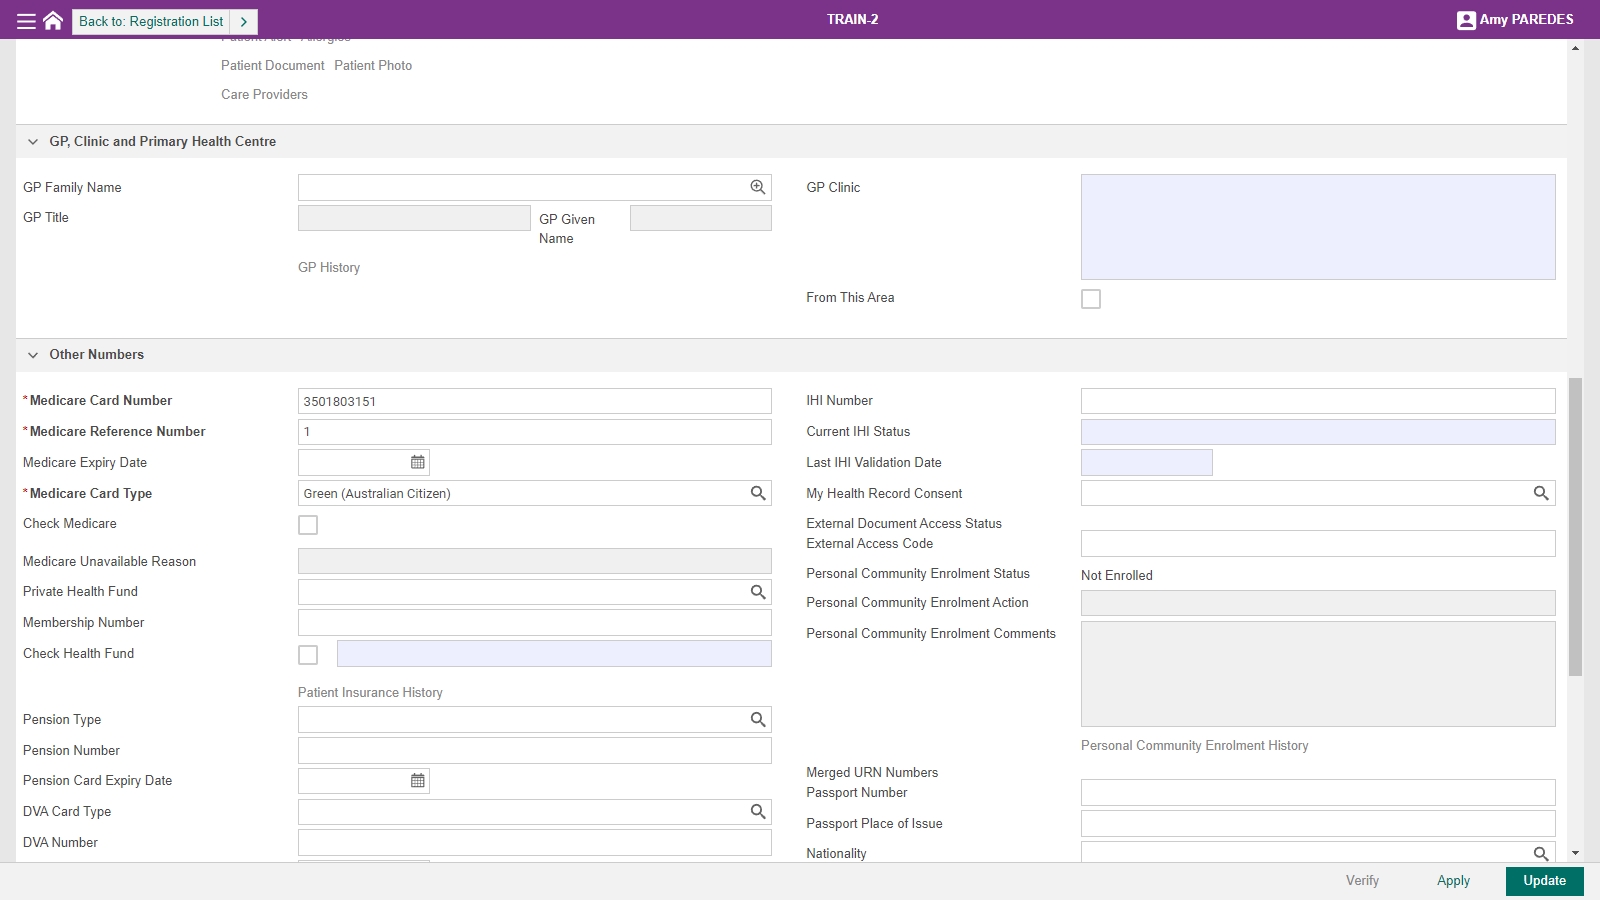 Back to: Registration List
TRAIN-2
Amy PAREDES
Patient Alert Allergies
Patient Document Patient Photo
Care Providers
GP, Clinic and Primary Health Centre
GP Family Name
GP Clinic
GP Title
GP Given Name
GP History
From This Area
Other Numbers
*Medicare Card Number 3501803151
IHI Number
*Medicare Reference Number 1
Current IHI Status
Medicare Expiry Date
Last IHI Validation Date
*Medicare Card Type Green (Australian Citizen)
My Health Record Consent
Check Medicare
External Document Access Status
External Access Code
Medicare Unavailable Reason
Personal Community Enrolment Status Not Enrolled
Private Health Fund
Personal Community Enrolment Action
Membership Number
Personal Community Enrolment Comments
Check Health Fund
Patient Insurance History
Pension Type
Personal Community Enrolment History
Pension Number
Merged URN Numbers
Pension Card Expiry Date
Passport Number
DVA Card Type
Passport Place of Issue
DVA Number
Nationality
Verify
Apply
Update